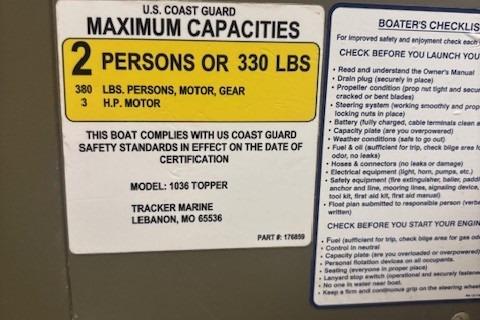 U.S. COAST GUARD
MAXIMUM CAPACITIES
2 PERSONS OR 330 LBS
380 LBS. PERSONS, MOTOR, GEAR
3 H.P. MOTOR
THIS BOAT COMPLIES WITH US COAST GUARD
SAFETY STANDARDS IN EFFECT ON THE DATE OF
CERTIFICATION
MODEL: 1036 TOPPER
TRACKER MARINE
LEBANON, MO 65536
PART #: 176859
BOATER'S CHECKLIS
For improved safety and enjoyment check each
CHECK BEFORE YOU LAUNCH YOU
• Read and understand the Owner's Manual
• Drain plug (securely in place)
• Propeller condition (prop nut tight and secur
cracked or bent blades)
• Steering system (working smoothly and prop
locking nuts in place)
• Battery (fully charged, cable terminals clean a
• Capacity plate (are you overpowered)
• Weather conditions (safe to go out)
• Fuel & oil (sufficient for trip, check bilge area fo
odor, no leaks)
• Hoses & connectors (no leaks or damage)
• Electrical equipment (light, horn, pumps, etc.)
• Safety equipment (fire extinguisher, bailer, paddl
anchor and line, mooring lines, signaling device,
tool kit, first aid kit, first aid manual)
• Float plan submitted to responsible person (verba
written)
CHECK BEFORE YOU START YOUR ENGIN
• Fuel (sufficient for trip, check bilge area for gas od
• Control in neutral
• Capacity plate (are you overloaded or overpowered)
• Personal flotation devices on all occupants.
• Seating (everyone in proper place)
• Lanyard stop switch (operational and securely fastene
• No one in water near boat.
• Keep a firm and continuous grip on the steering whee